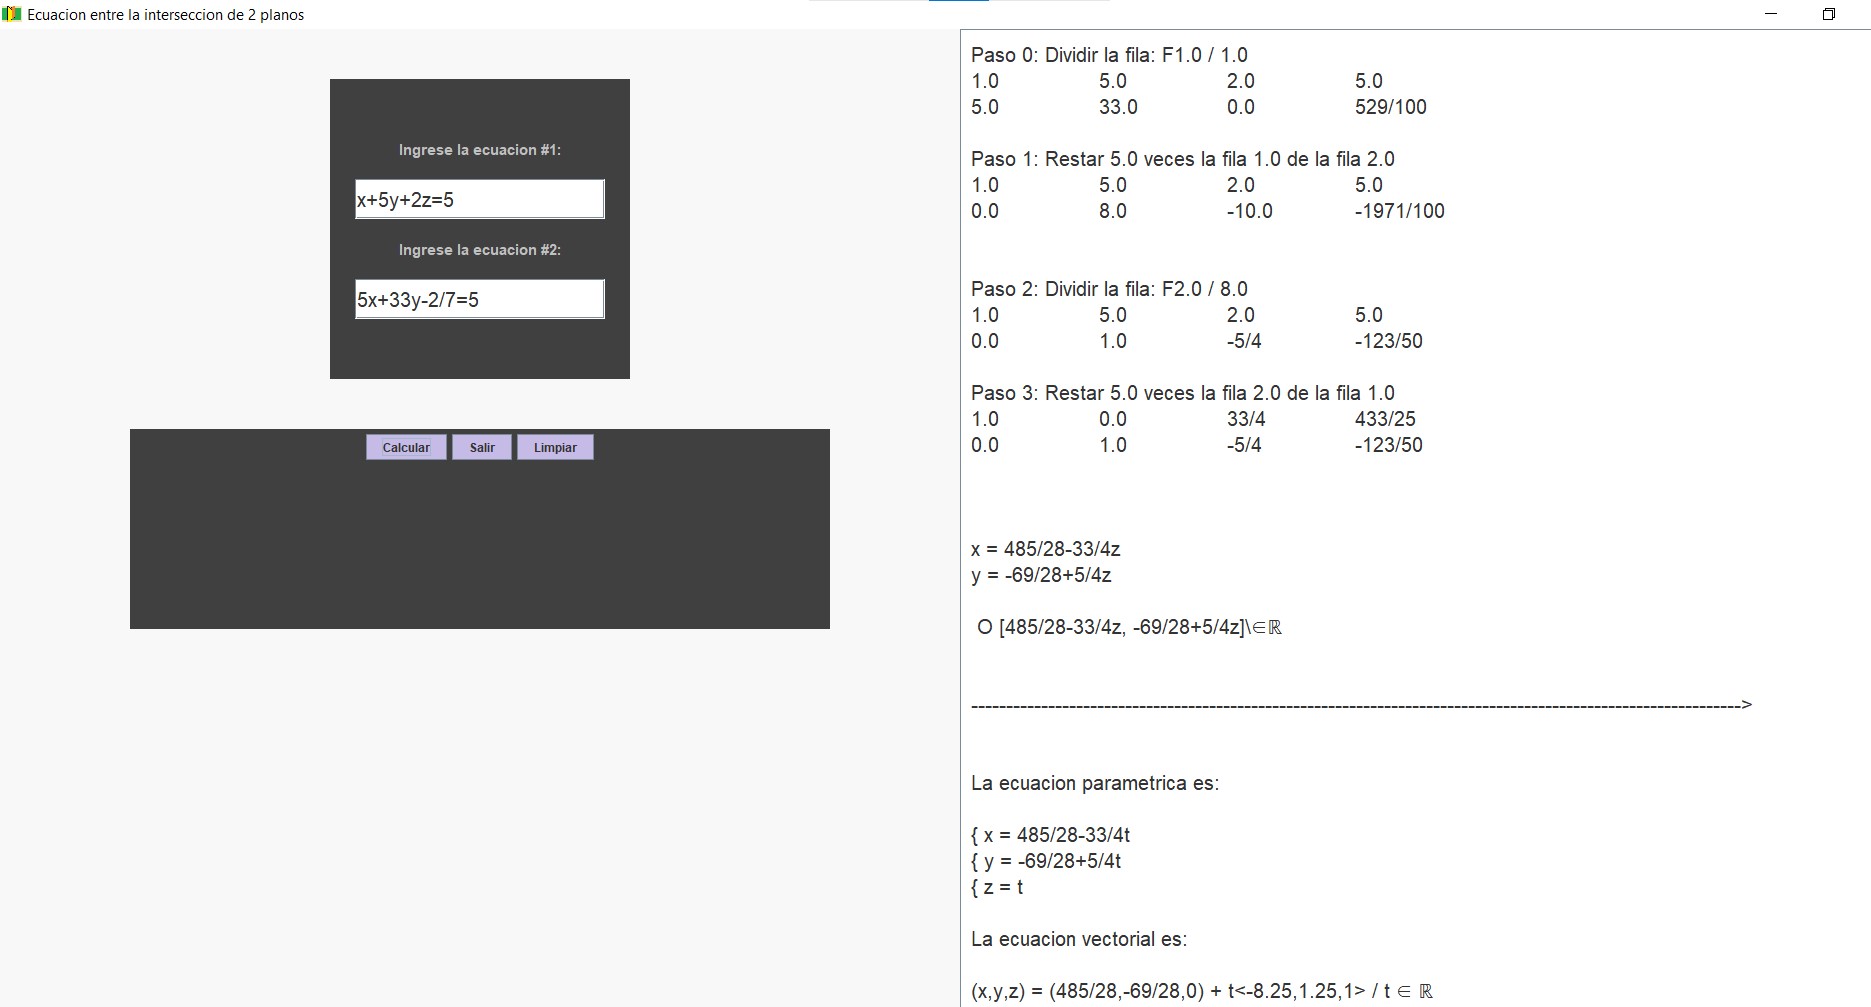 Ecuacion entre la interseccion de 2 planos
Ingrese la ecuacion #1:
x+5y+2z=5
Ingrese la ecuacion #2:
5x+33y-2/7=5
Calcular Salir Limpiar
Paso 0: Dividir la fila: F1.0 / 1.0
1.0 5.0 2.0 5.0
5.0 33.0 0.0 529/100
Paso 1: Restar 5.0 veces la fila 1.0 de la fila 2.0
1.0 5.0 2.0 5.0
0.0 8.0 -10.0 -1971/100
Paso 2: Dividir la fila: F2.0 / 8.0
1.0 5.0 2.0 5.0
0.0 1.0 -5/4 -123/50
Paso 3: Restar 5.0 veces la fila 2.0 de la fila 1.0
1.0 0.0 33/4 433/25
0.0 1.0 -5/4 -123/50
x = 485/28-33/4z
y = -69/28+5/4z
O [485/28-33/4z, -69/28+5/4z]\∈ℝ
-------------------------------------------------------------------------------------------------------------->
La ecuacion parametrica es:
{ x = 485/28-33/4t
{ y = -69/28+5/4t
{ z = t
La ecuacion vectorial es:
(x,y,z) = (485/28,-69/28,0) + t<-8.25,1.25,1> / t ∈ ℝ